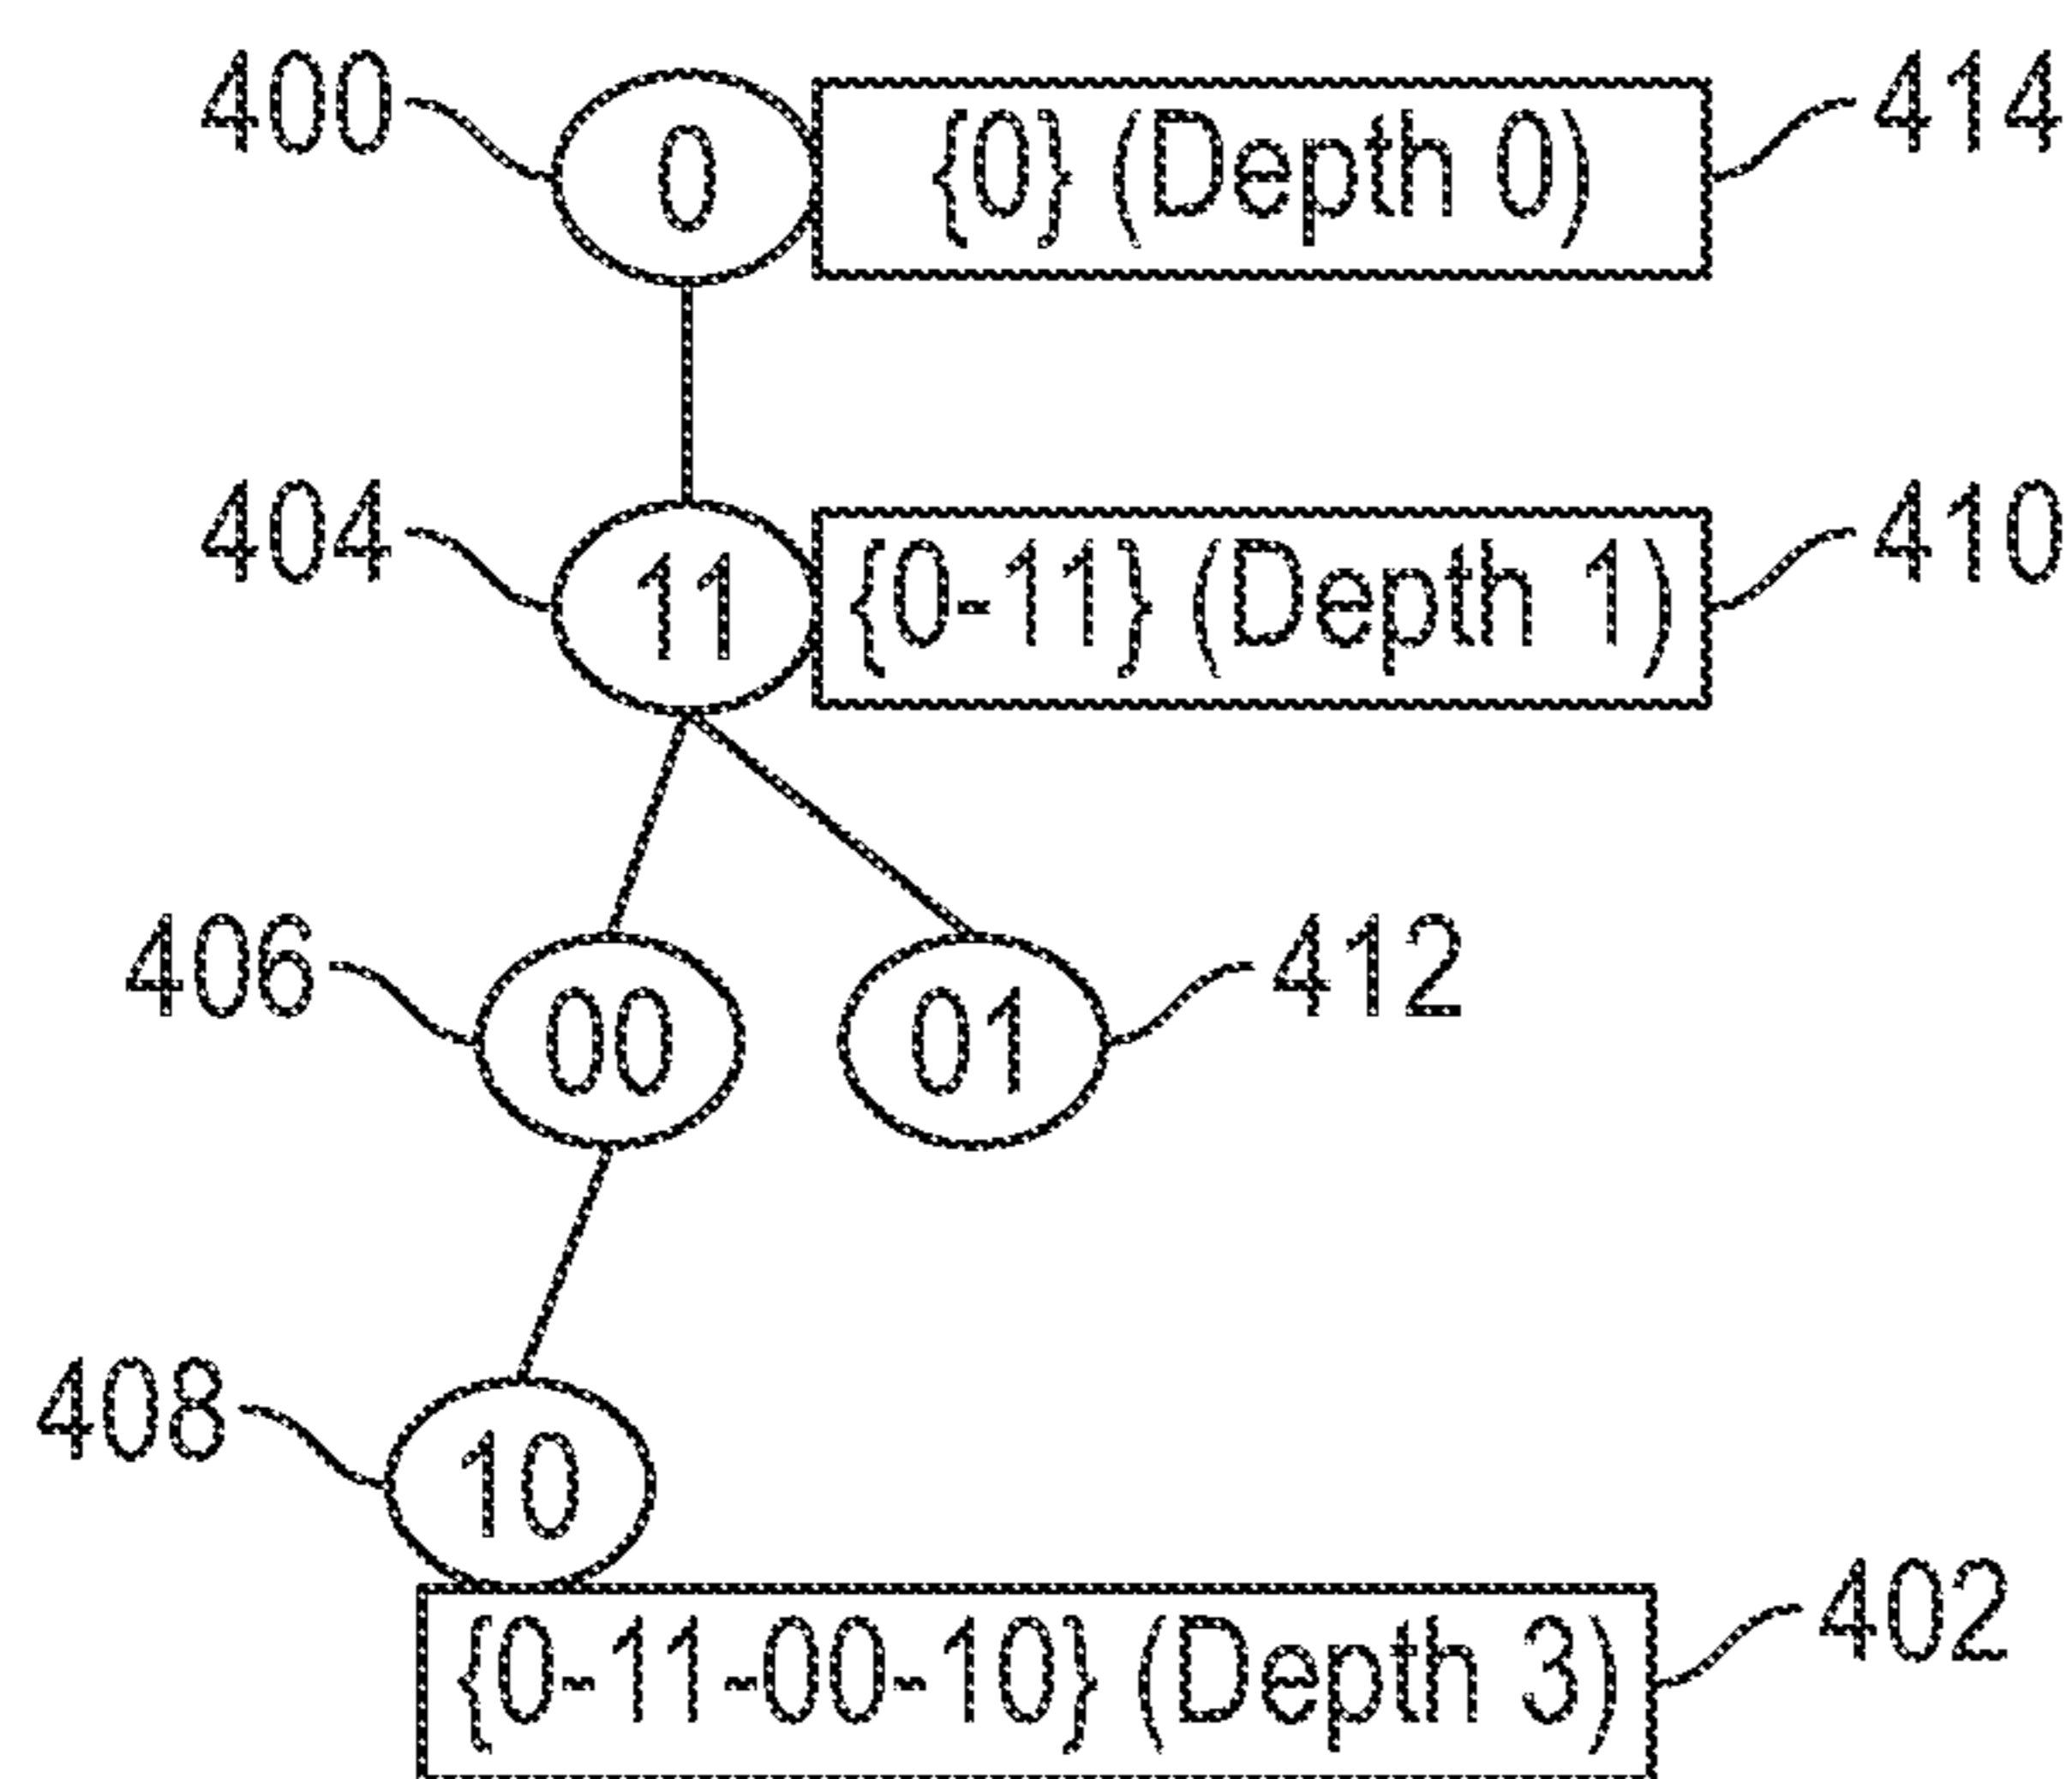 400 0 {0} (Depth 0) 414
404 11 {0-11} (Depth 1) 410
406 00 01 412
408 10
{0-11-00-10} (Depth 3) 402